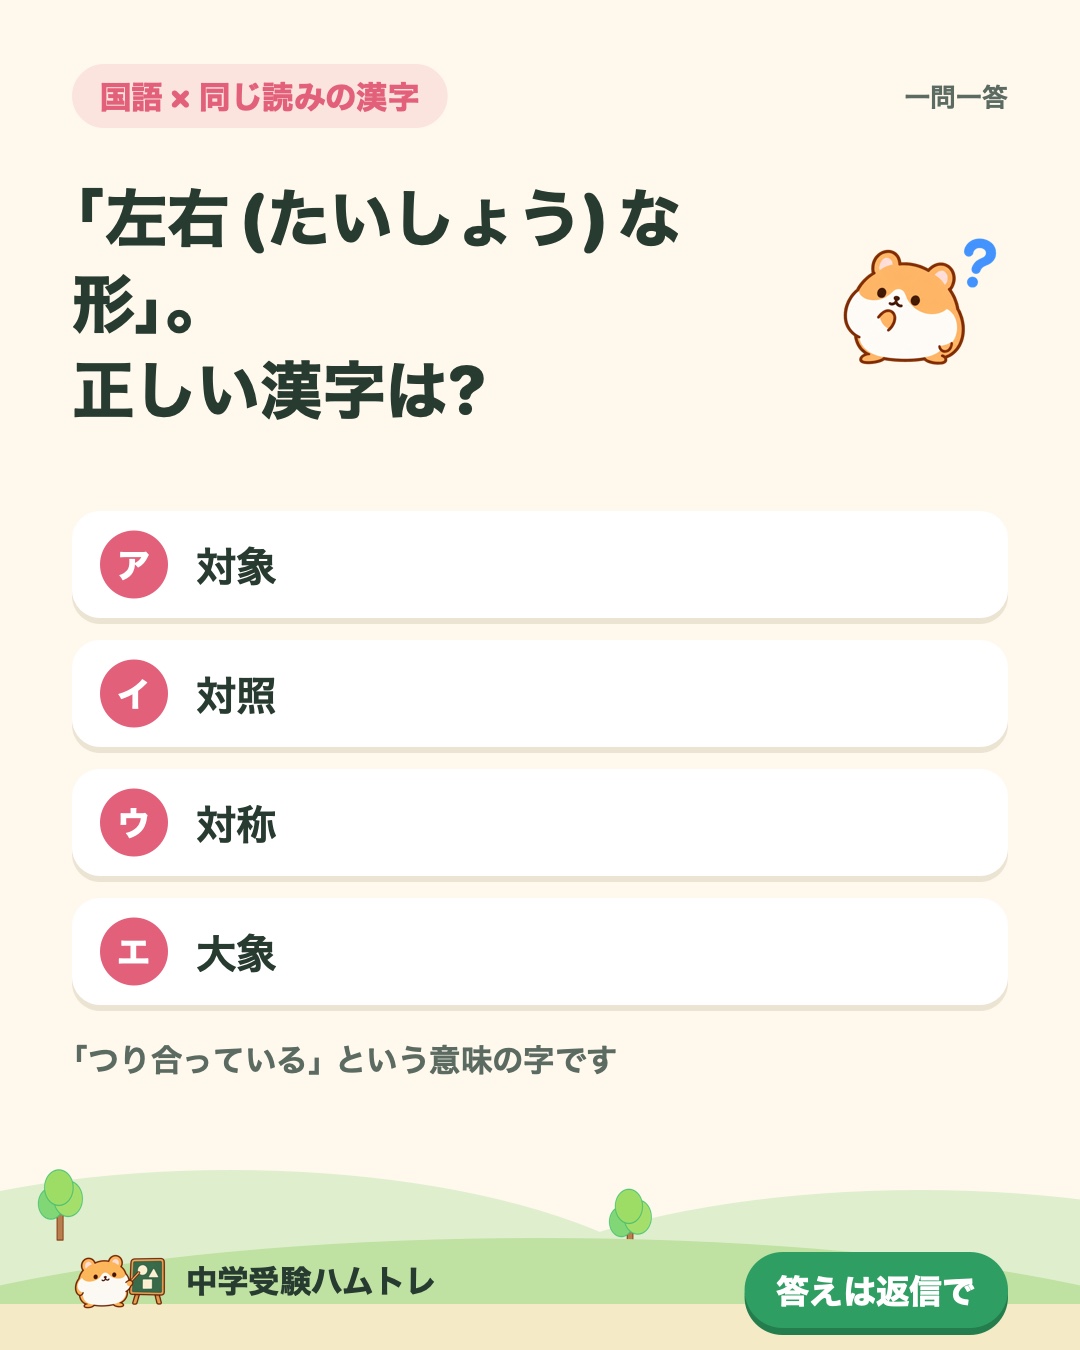 国語 × 同じ読みの漢字
一問一答
「左右 (たいしょう) な
形」。
正しい漢字は?
ア 対象
イ 対照
ウ 対称
エ 大象
「つり合っている」という意味の字です
中学受験ハムトレ
答えは返信で